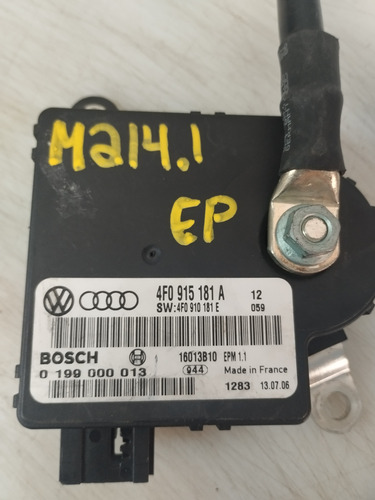 M214.1
EP
4F0 915 181 A 12
SW:4F0 910 181 E 059
BOSCH 16013B10 EPM 1.1
0 199 000 013 944 Made in France
1283 13.07.06